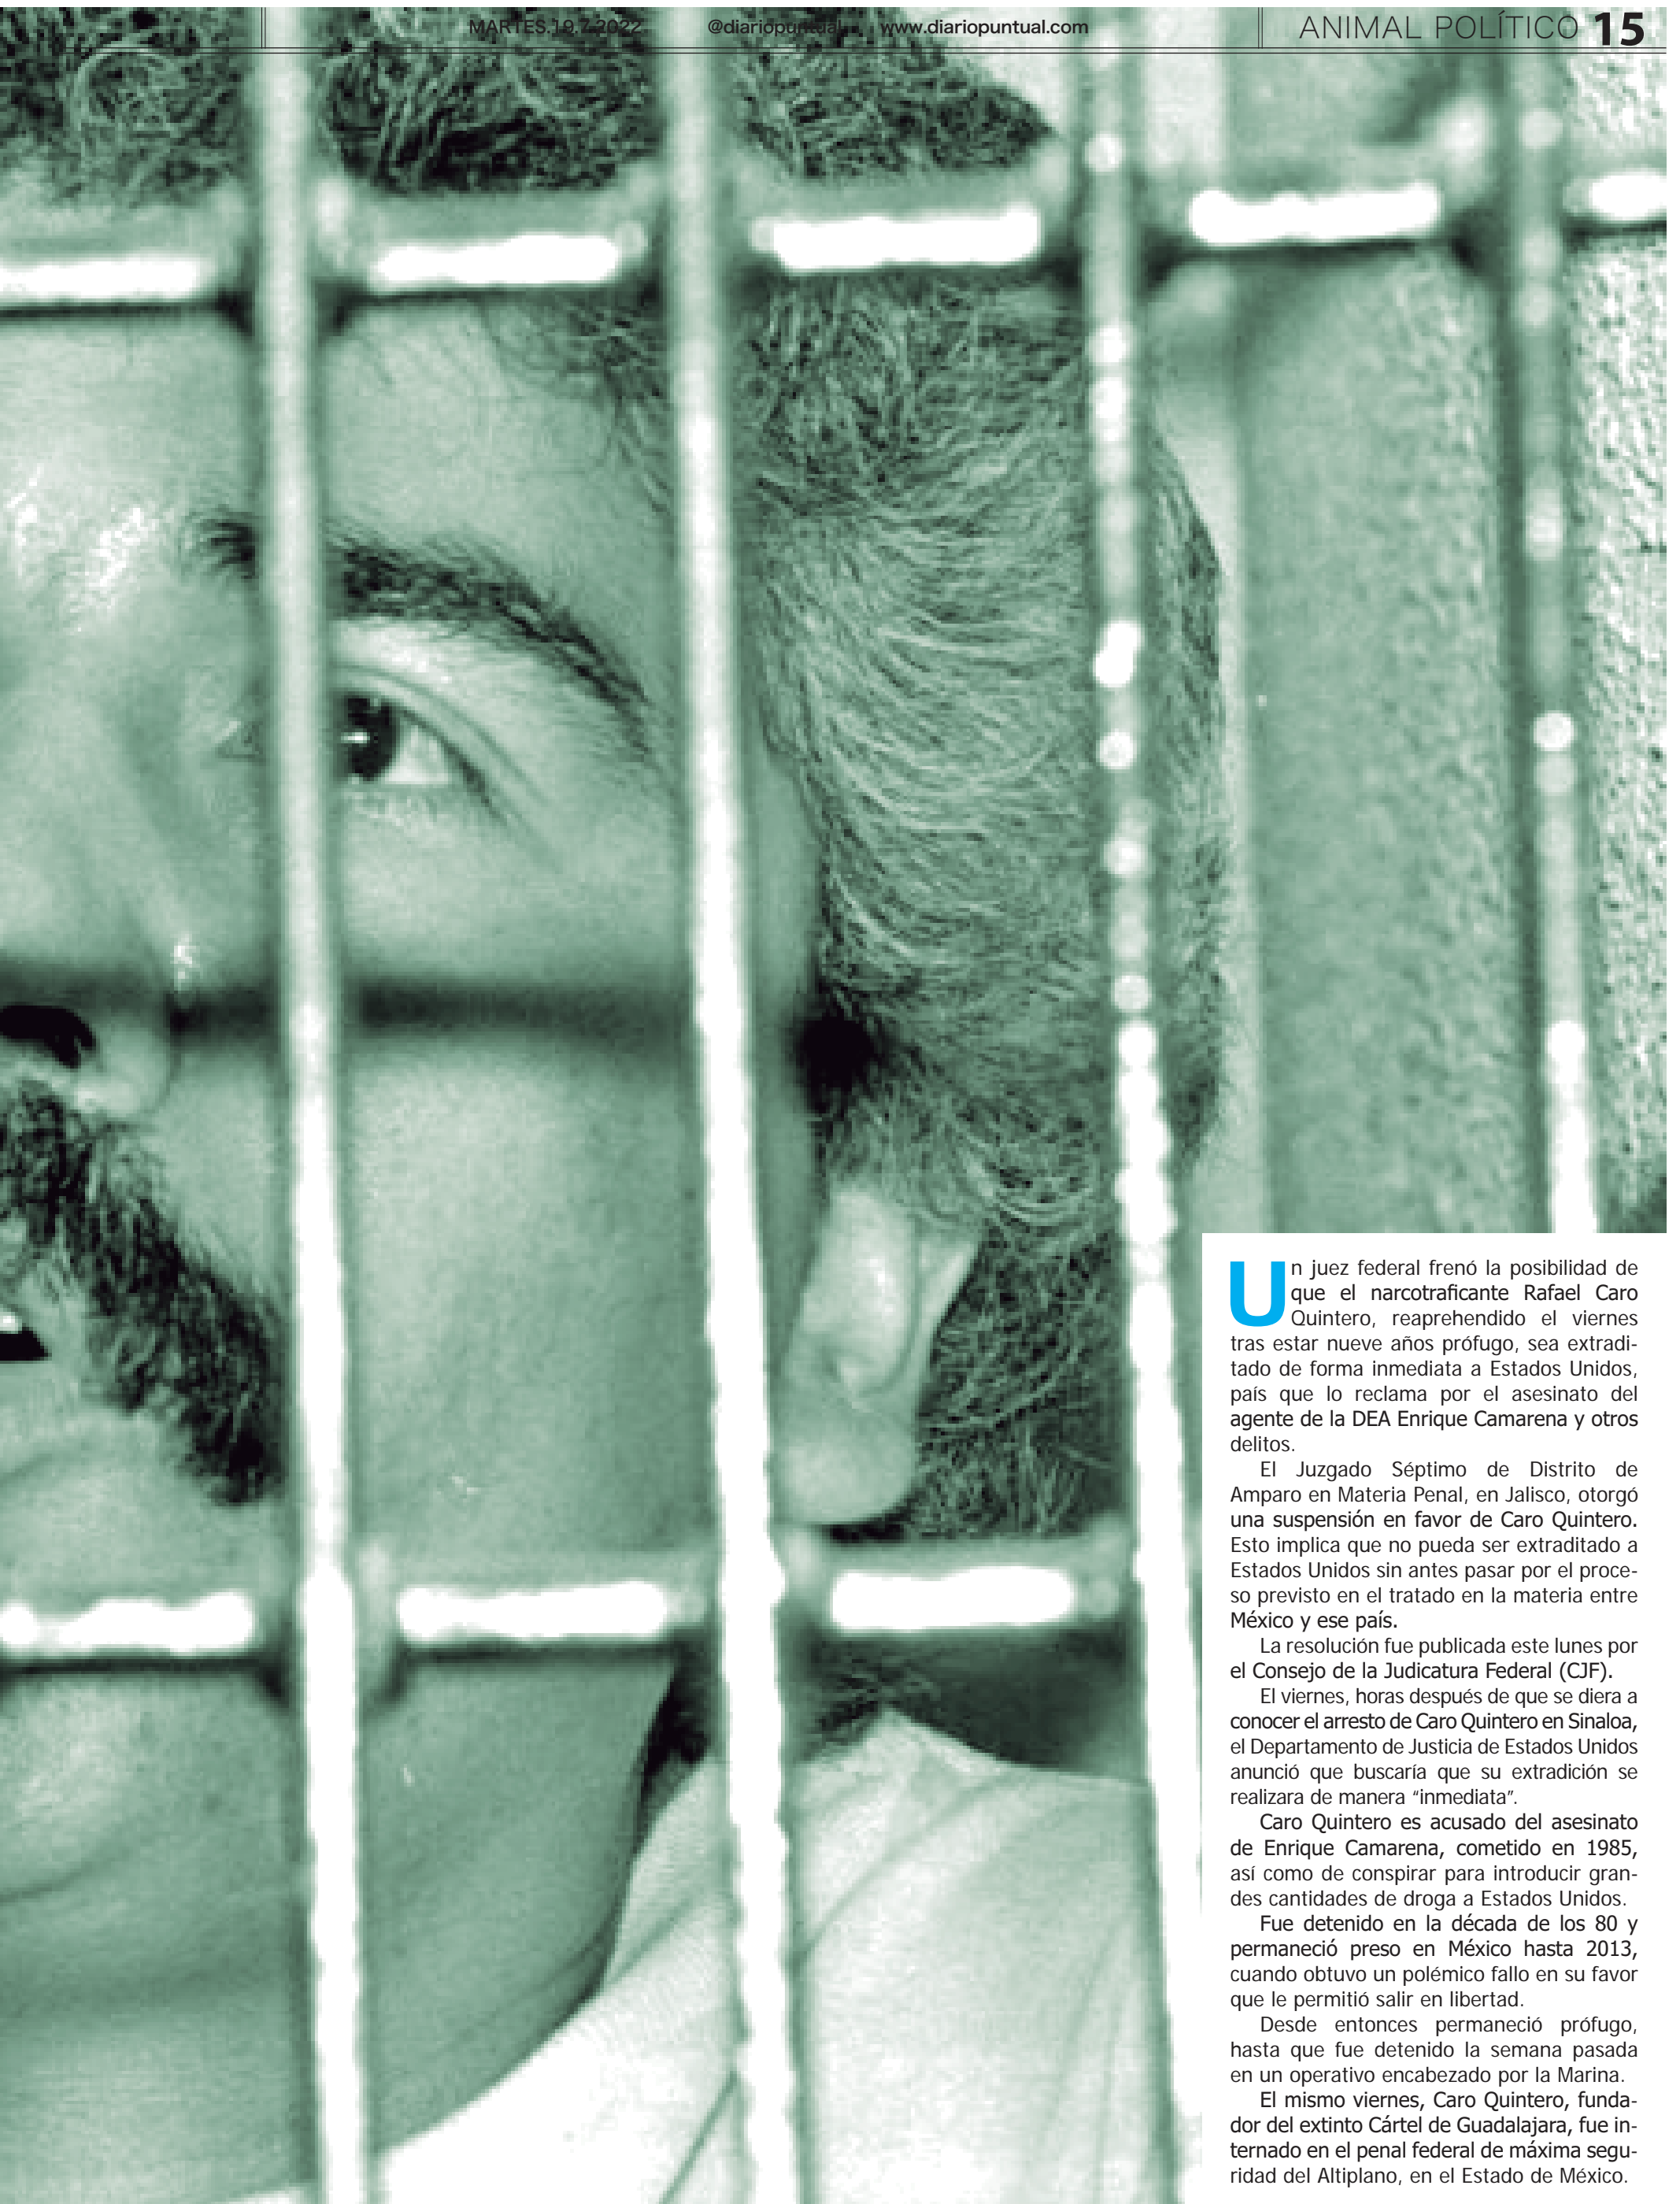 MARTES.19.7.2022 @diariopuntual www.diariopuntual.com ANIMAL POLÍTICO 15
Un juez federal frenó la posibilidad de
que el narcotraficante Rafael Caro
Quintero, reaprehendido el viernes
tras estar nueve años prófugo, sea extradi-
tado de forma inmediata a Estados Unidos,
país que lo reclama por el asesinato del
agente de la DEA Enrique Camarena y otros
delitos.
El Juzgado Séptimo de Distrito de
Amparo en Materia Penal, en Jalisco, otorgó
una suspensión en favor de Caro Quintero.
Esto implica que no pueda ser extraditado a
Estados Unidos sin antes pasar por el proce-
so previsto en el tratado en la materia entre
México y ese país.
La resolución fue publicada este lunes por
el Consejo de la Judicatura Federal (CJF).
El viernes, horas después de que se diera a
conocer el arresto de Caro Quintero en Sinaloa,
el Departamento de Justicia de Estados Unidos
anunció que buscaría que su extradición se
realizara de manera “inmediata”.
Caro Quintero es acusado del asesinato
de Enrique Camarena, cometido en 1985,
así como de conspirar para introducir gran-
des cantidades de droga a Estados Unidos.
Fue detenido en la década de los 80 y
permaneció preso en México hasta 2013,
cuando obtuvo un polémico fallo en su favor
que le permitió salir en libertad.
Desde entonces permaneció prófugo,
hasta que fue detenido la semana pasada
en un operativo encabezado por la Marina.
El mismo viernes, Caro Quintero, funda-
dor del extinto Cártel de Guadalajara, fue in-
ternado en el penal federal de máxima segu-
ridad del Altiplano, en el Estado de México.